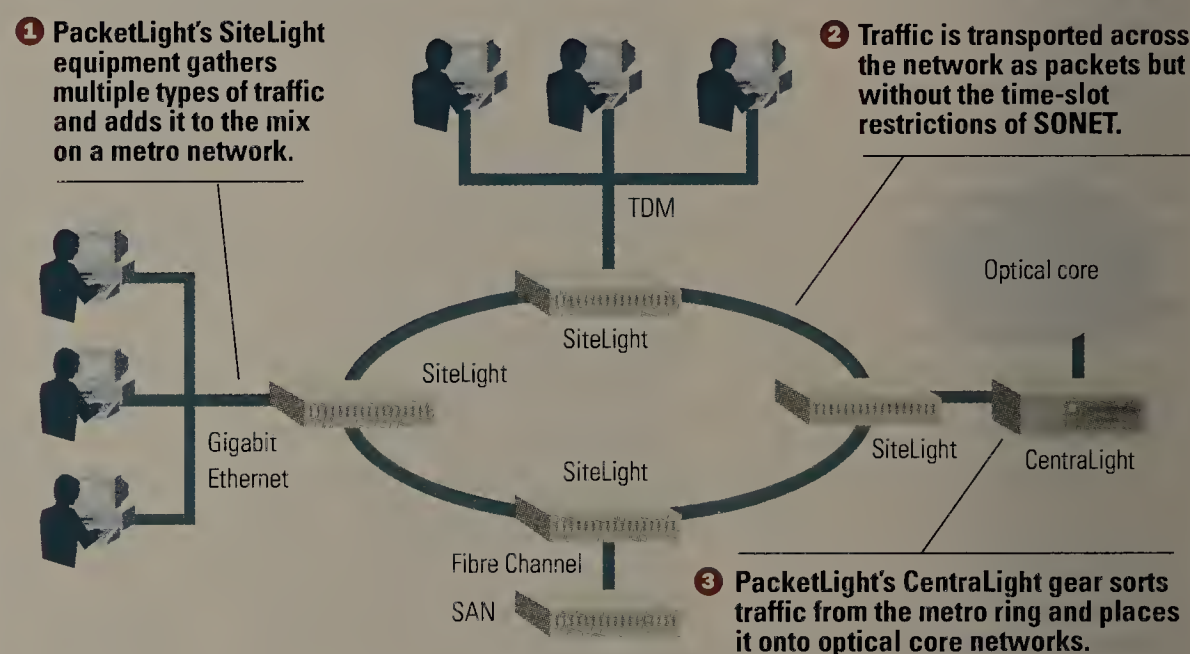 1 PacketLight's SiteLight
equipment gathers
multiple types of traffic
and adds it to the mix
on a metro network.
2 Traffic is transported across
the network as packets but
without the time-slot
restrictions of SONET.
TDM
Optical core
SiteLight
SiteLight
Gigabit
Ethernet
SiteLight
SiteLight
CentraLight
Fibre Channel
SAN
3 PacketLight's CentraLight gear sorts
traffic from the metro ring and places
it onto optical core networks.